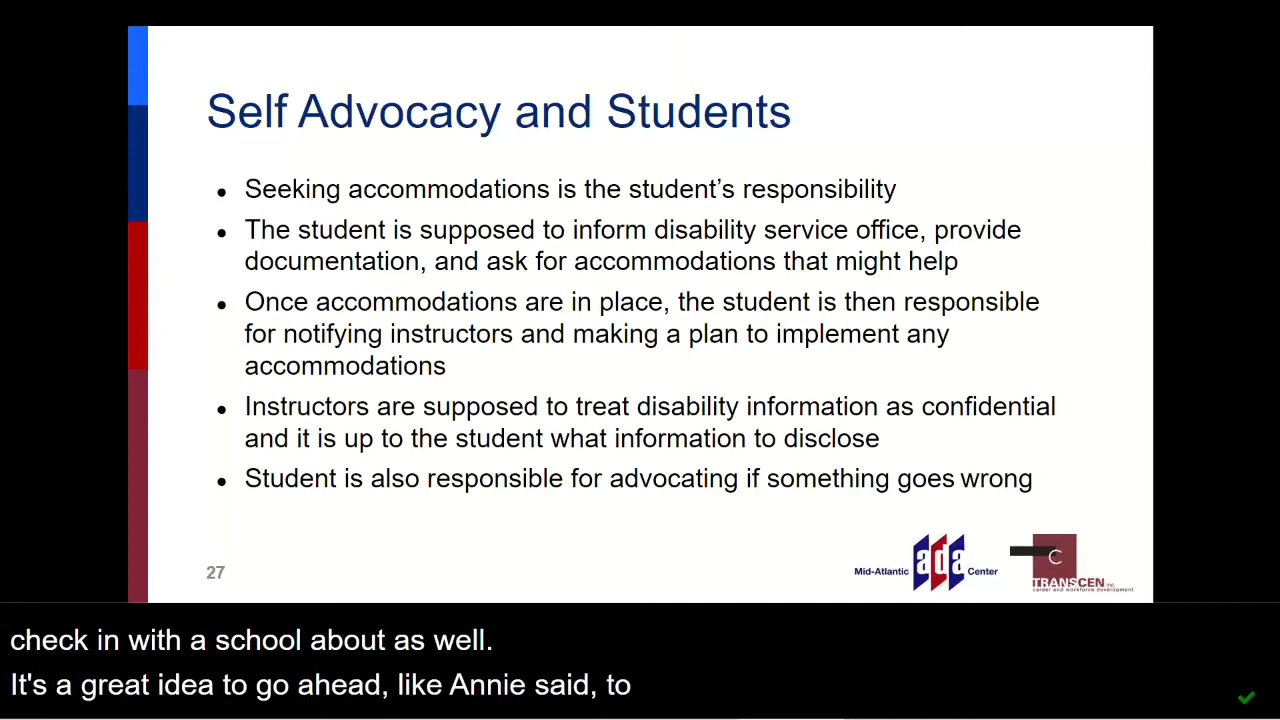 Self Advocacy and Students
• Seeking accommodations is the student’s responsibility
• The student is supposed to inform disability service office, provide
documentation, and ask for accommodations that might help
• Once accommodations are in place, the student is then responsible
for notifying instructors and making a plan to implement any
accommodations
• Instructors are supposed to treat disability information as confidential
and it is up to the student what information to disclose
• Student is also responsible for advocating if something goes wrong
27
Mid-Atlantic ada Center
TRANSCEN inc.
career and workforce development
check in with a school about as well.
It's a great idea to go ahead, like Annie said, to